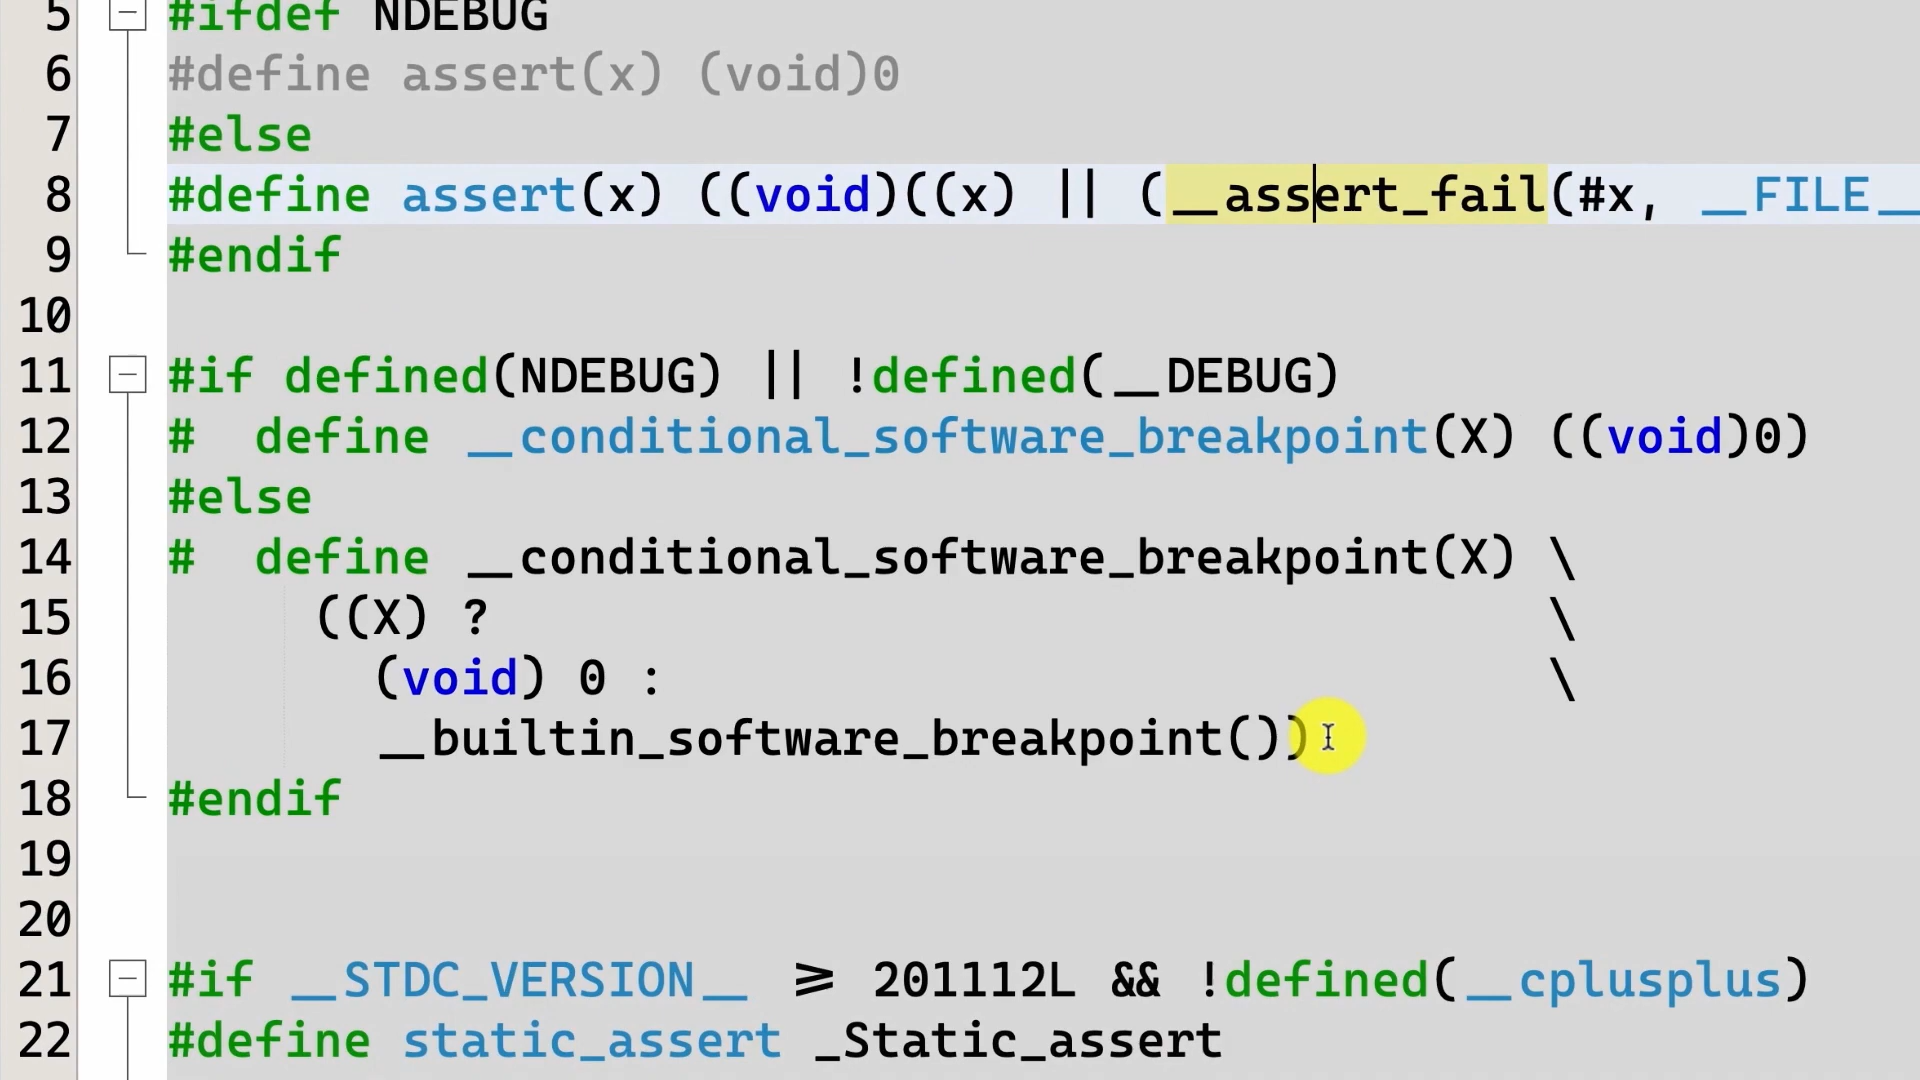 5 #ifdef NDEBUG
6 #define assert(x) (void)0
7 #else
8 #define assert(x) ((void)((x) || (__assert_fail(#x, __FILE__
9 #endif
10
11 #if defined(NDEBUG) || !defined(__DEBUG)
12 #  define __conditional_software_breakpoint(X) ((void)0)
13 #else
14 #  define __conditional_software_breakpoint(X) \
15      ((X) ?                                     \
16        (void) 0 :                               \
17        __builtin_software_breakpoint())
18 #endif
19
20
21 #if __STDC_VERSION__ >= 201112L && !defined(__cplusplus)
22 #define static_assert _Static_assert